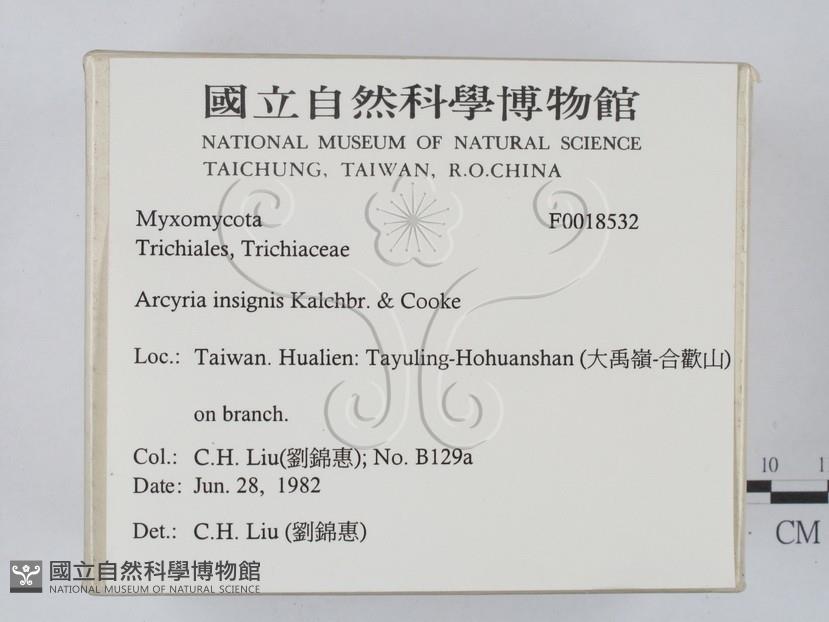 國立自然科學博物館
NATIONAL MUSEUM OF NATURAL SCIENCE
TAICHUNG, TAIWAN, R.O.CHINA
Myxomycota F0018532
Trichiales, Trichiaceae
Arcyria insignis Kalchbr. & Cooke
Loc.: Taiwan. Hualien: Tayuling-Hohuanshan (大禹嶺-合歡山)
on branch.
Col.: C.H. Liu(劉錦惠); No. B129a
Date: Jun. 28, 1982
Det.: C.H. Liu (劉錦惠)
10 1
CM
國立自然科學博物館
NATIONAL MUSEUM OF NATURAL SCIENCE